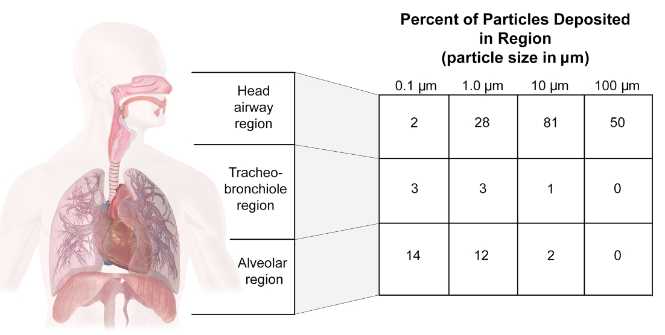 Percent of Particles Deposited
in Region
(particle size in µm)
0.1 µm 1.0 µm 10 µm 100 µm
Head
airway
region
2 28 81 50
Tracheo-
bronchiole
region
3 3 1 0
Alveolar
region
14 12 2 0